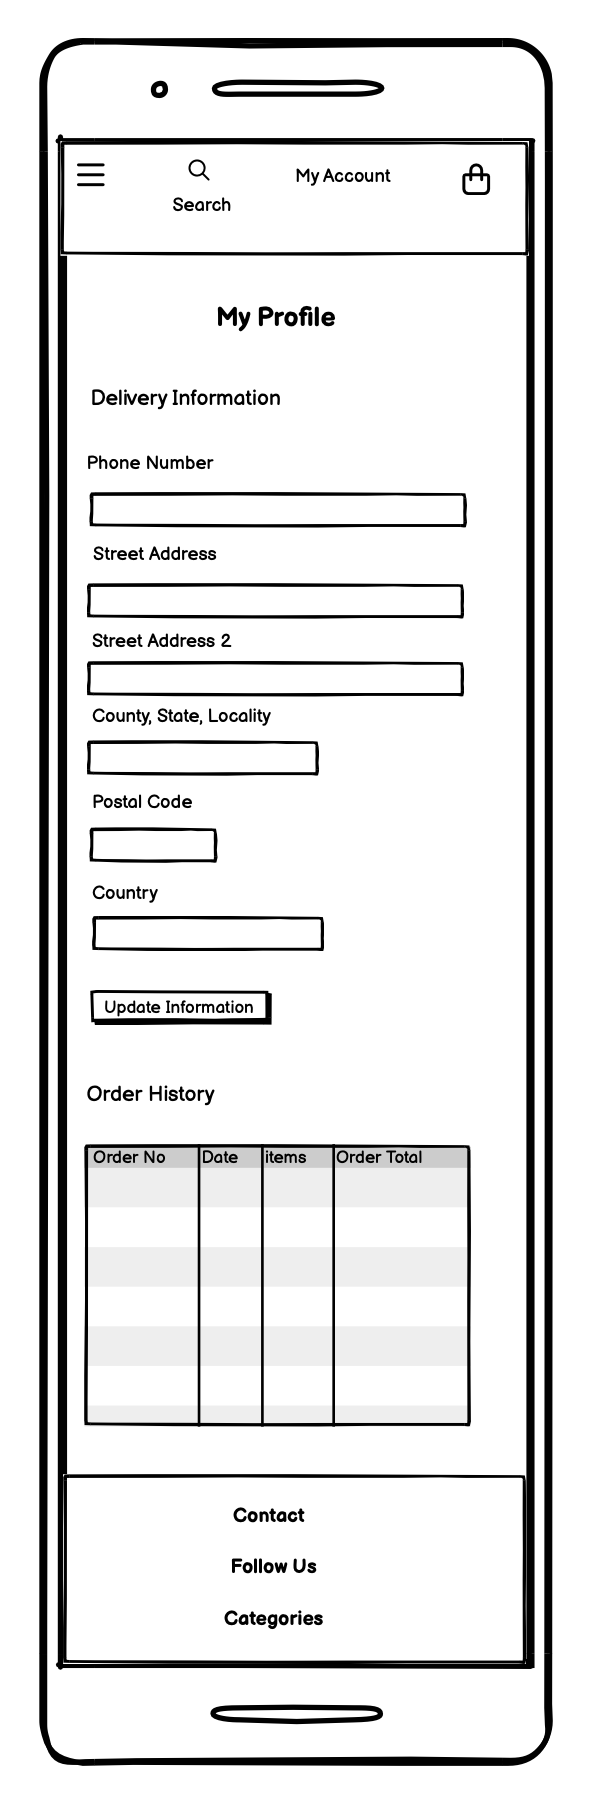 My Account
Search
My Profile
Delivery Information
Phone Number
Street Address
Street Address 2
County, State, Locality
Postal Code
Country
Update Information
Order History
Order No Date items Order Total
Contact
Follow Us
Categories